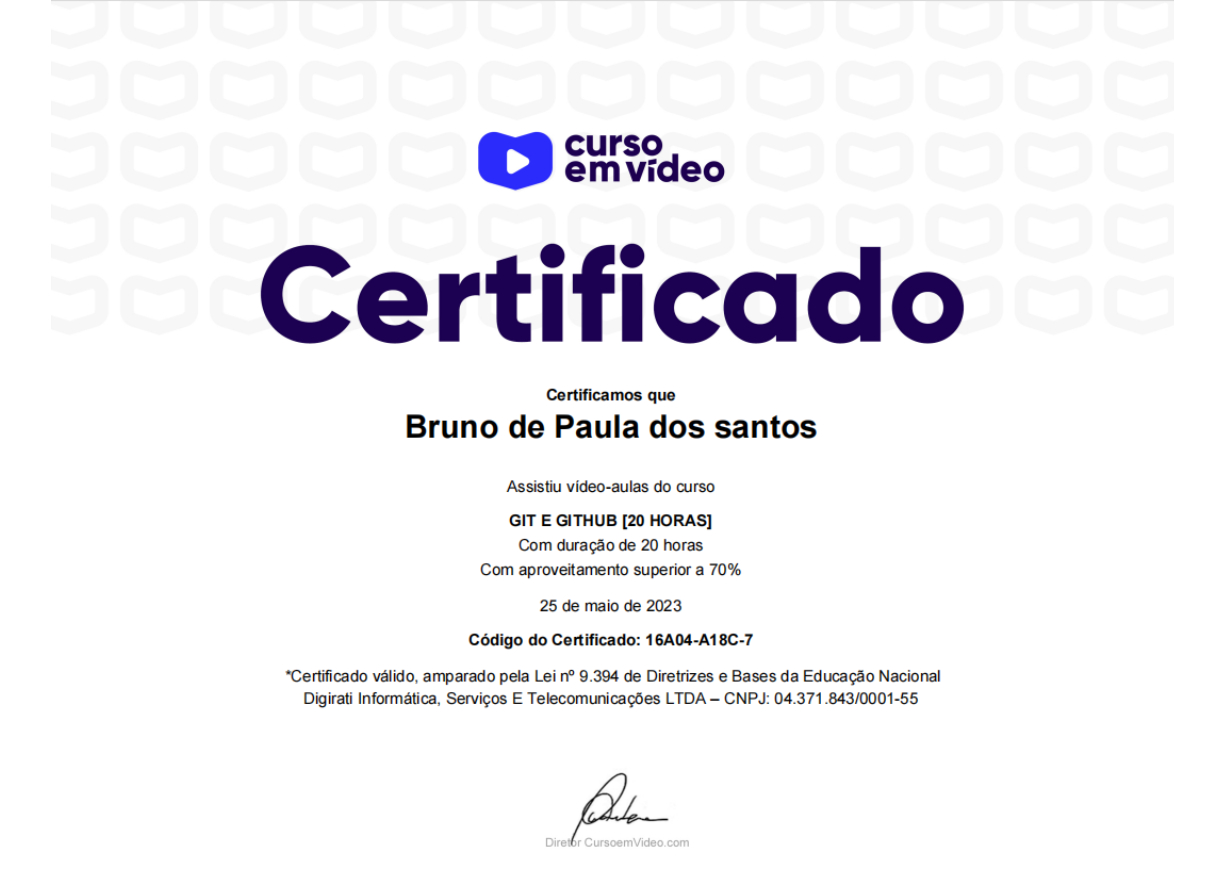 curso
em vídeo
Certificado
Certificamos que
Bruno de Paula dos santos
Assistiu vídeo-aulas do curso
GIT E GITHUB [20 HORAS]
Com duração de 20 horas
Com aproveitamento superior a 70%
25 de maio de 2023
Código do Certificado: 16A04-A18C-7
*Certificado válido, amparado pela Lei nº 9.394 de Diretrizes e Bases da Educação Nacional
Digirati Informática, Serviços E Telecomunicações LTDA – CNPJ: 04.371.843/0001-55
Diretor CursoemVideo.com